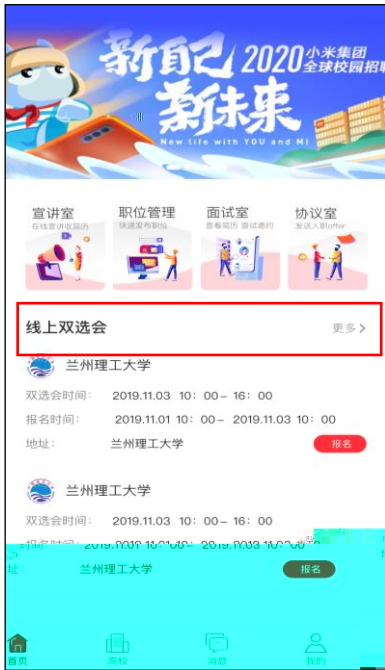 新自己 2020 小米集团
全球校园招聘
新未来
New life with YOU and MI
宣讲室 职位管理 面试室 协议室
在线宣讲收简历 快速发布职位 查看简历 面试邀约 发送入职offer
线上双选会 更多 >
兰州理工大学
双选会时间: 2019.11.03 10: 00- 16: 00
报名时间: 2019.11.01 10: 00- 2019.11.03 10: 00
地址: 兰州理工大学 报名
兰州理工大学
双选会时间: 2019.11.03 10: 00- 16: 00
兰州理工大学 报名
首页 高校 消息 我的